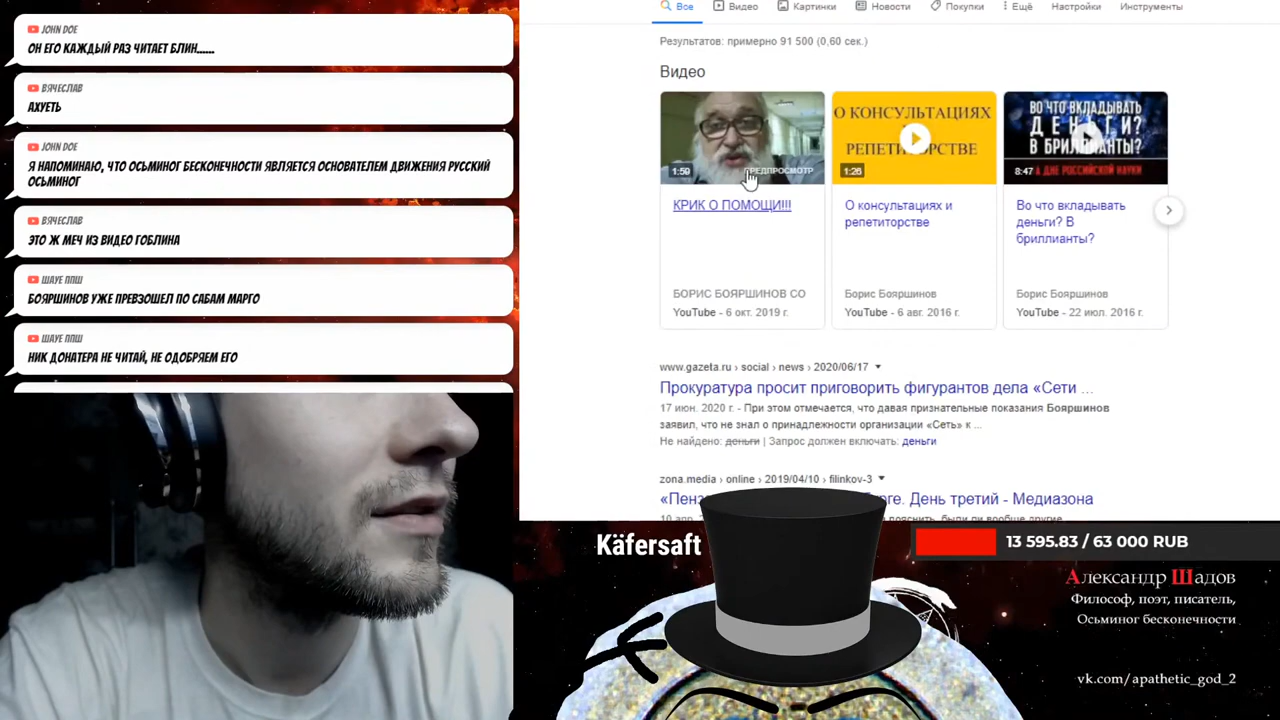 JOHN DOE
ОН ЕГО КАЖДЫЙ РАЗ ЧИТАЕТ БЛИН......
ВЯЧЕСЛАВ
АХУЕТЬ
JOHN DOE
Я НАПОМИНАЮ, ЧТО ОСЬМИНОГ БЕСКОНЕЧНОСТИ ЯВЛЯЕТСЯ ОСНОВАТЕЛЕМ ДВИЖЕНИЯ РУССКИЙ
ОСЬМИНОГ
ВЯЧЕСЛАВ
ЭТО Ж МЕЧ ИЗ ВИДЕО ГОБЛИНА
ШАУЕ ППШ
БОЯРШИНОВ УЖЕ ПРЕВЗОШЕЛ ПО САБАМ МАРГО
ШАУЕ ППШ
НИК ДОНАТЕРА НЕ ЧИТАЙ, НЕ ОДОБРЯЕМ ЕГО
Все Видео Картинки Новости Покупки Ещё Настройки Инструменты
Результатов: примерно 91 500 (0,60 сек.)
Видео
1:59
КРИК О ПОМОЩИ!!!
БОРИС БОЯРШИНОВ СО
YouTube - 6 окт. 2019 г.
О КОНСУЛЬТАЦИЯХ
РЕПЕТИТОРСТВЕ
1:26
О консультациях и
репетиторстве
Борис Бояршинов
YouTube - 6 авг. 2016 г.
ВО ЧТО ВКЛАДЫВАТЬ
ДЕНЬГИ?
В БРИЛЛИАНТЫ?
8:47 А ДНЕ РОССИЙСКОЙ НАУКИ
Во что вкладывать
деньги? В
бриллианты?
Борис Бояршинов
YouTube - 22 июл. 2016 г.
www.gazeta.ru › social › news › 2020/06/17
Прокуратура просит приговорить фигурантов дела «Сети ...
17 июн. 2020 г. - При этом отмечается, что давая признательные показания Бояршинов
заявил, что не знал о принадлежности организации «Сеть» к ...
Не найдено: деньги | Запрос должен включать: деньги
zona.media › online › 2019/04/10 › filinkov-3
рге. День третий - Медиазона
Käfersaft
13 595.83 / 63 000 RUB
Александр Шадов
Философ, поэт, писатель,
Осьминог бесконечности
vk.com/apathetic_god_2